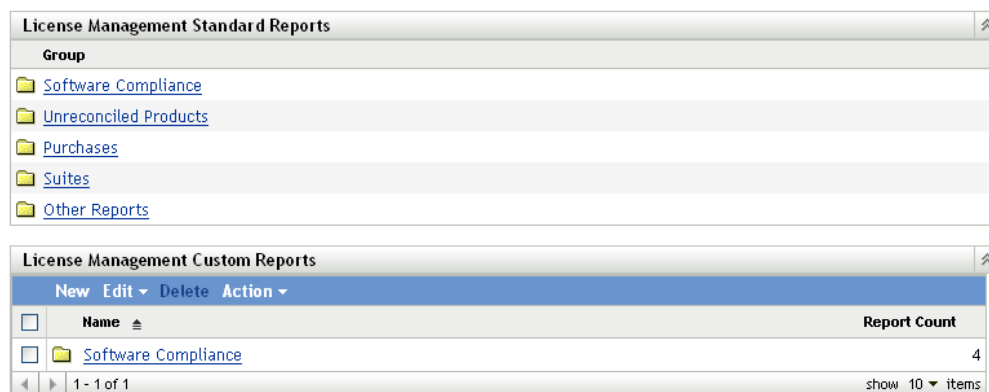 License Management Standard Reports
Group
Software Compliance
Unreconciled Products
Purchases
Suites
Other Reports
License Management Custom Reports
New Edit Delete Action
Name Report Count
Software Compliance 4
1 - 1 of 1 show 10 items